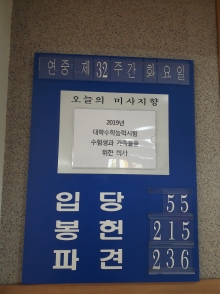 연중 제 32 주간 화요일
오늘의 미사지향
2019년
대학수학능력시험
수험생과 가족들을
위한 미사
입당 55
봉헌 215
파견 236